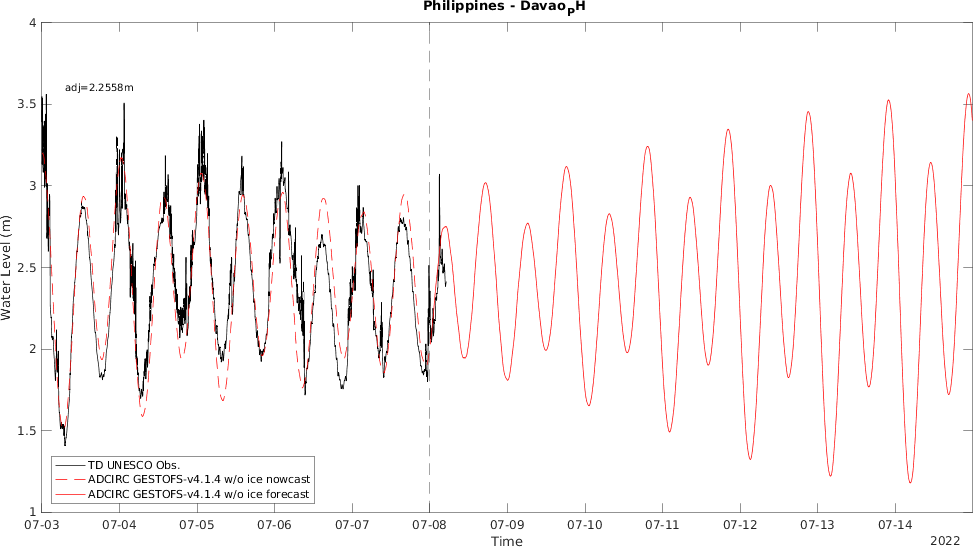 Philippines - Davao_PH
4
3.5
3
2.5
2
1.5
1
Water Level (m)
adj=2.2558m
TD UNESCO Obs.
ADCIRC GESTOFS-v4.1.4 w/o ice nowcast
ADCIRC GESTOFS-v4.1.4 w/o ice forecast
07-03 07-04 07-05 07-06 07-07 07-08 07-09 07-10 07-11 07-12 07-13 07-14
Time
2022